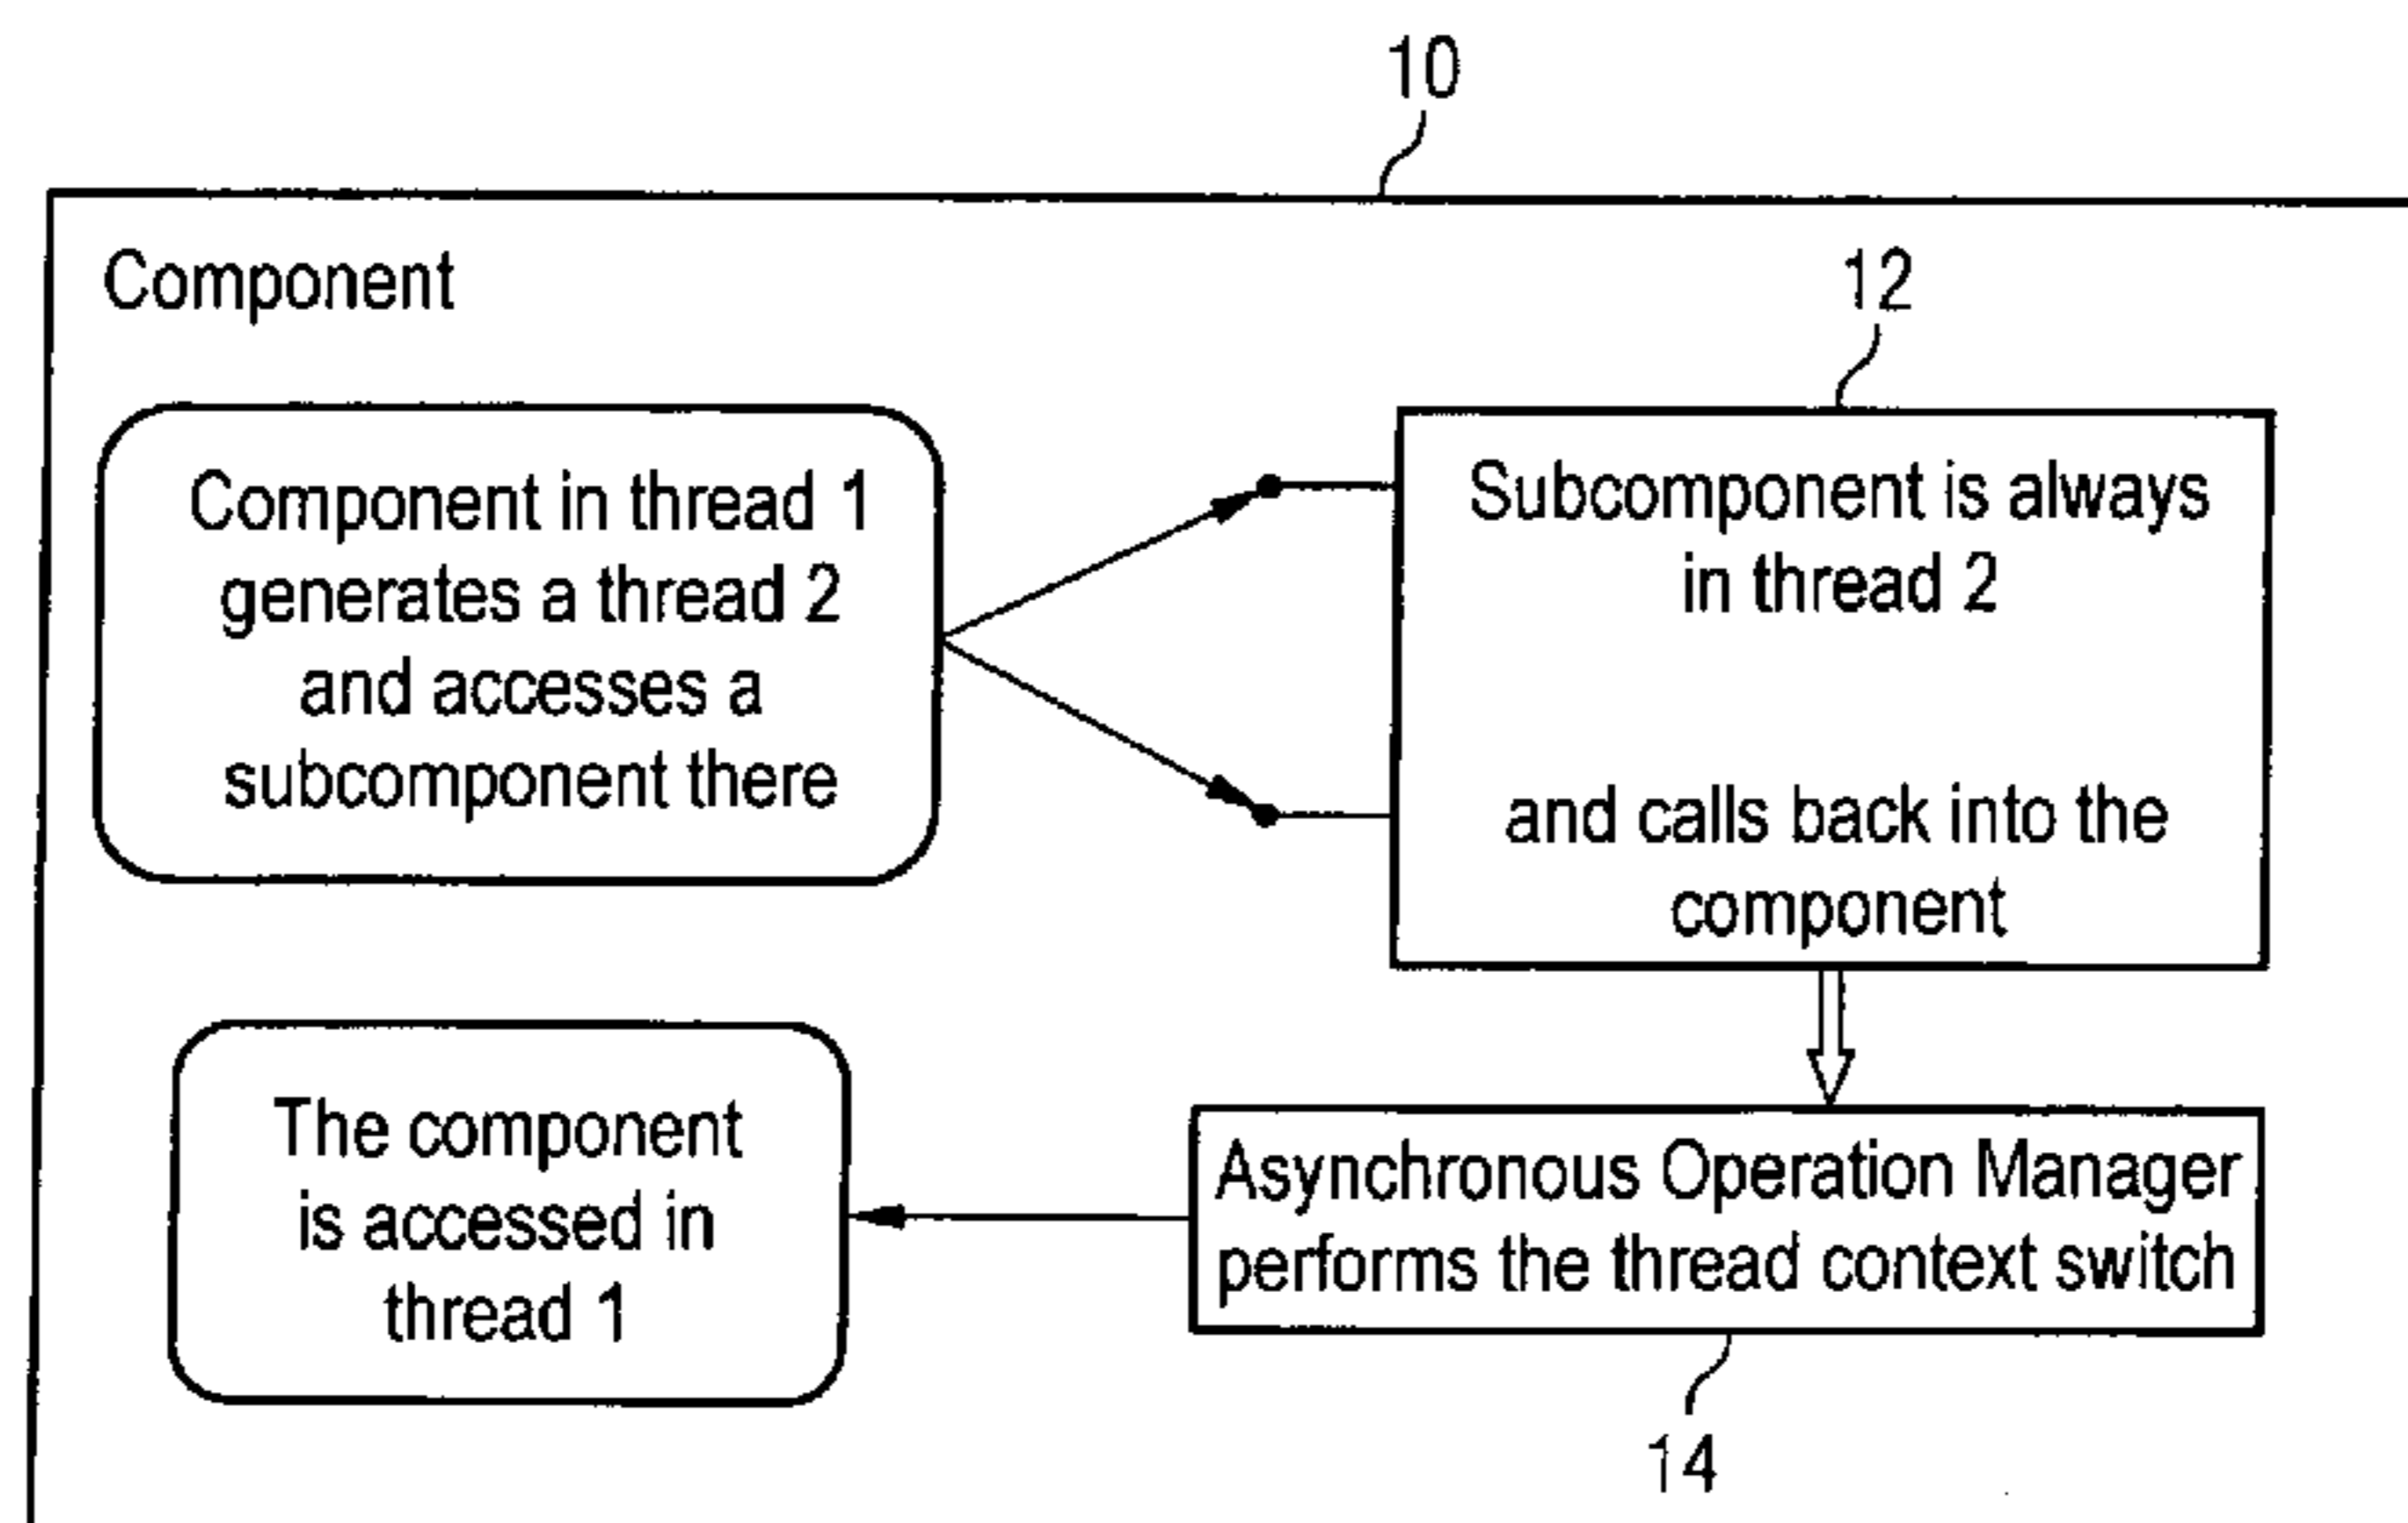 10
Component
12
Component in thread 1
generates a thread 2
and accesses a
subcomponent there
Subcomponent is always
in thread 2
and calls back into the
component
The component
is accessed in
thread 1
Asynchronous Operation Manager
performs the thread context switch
14